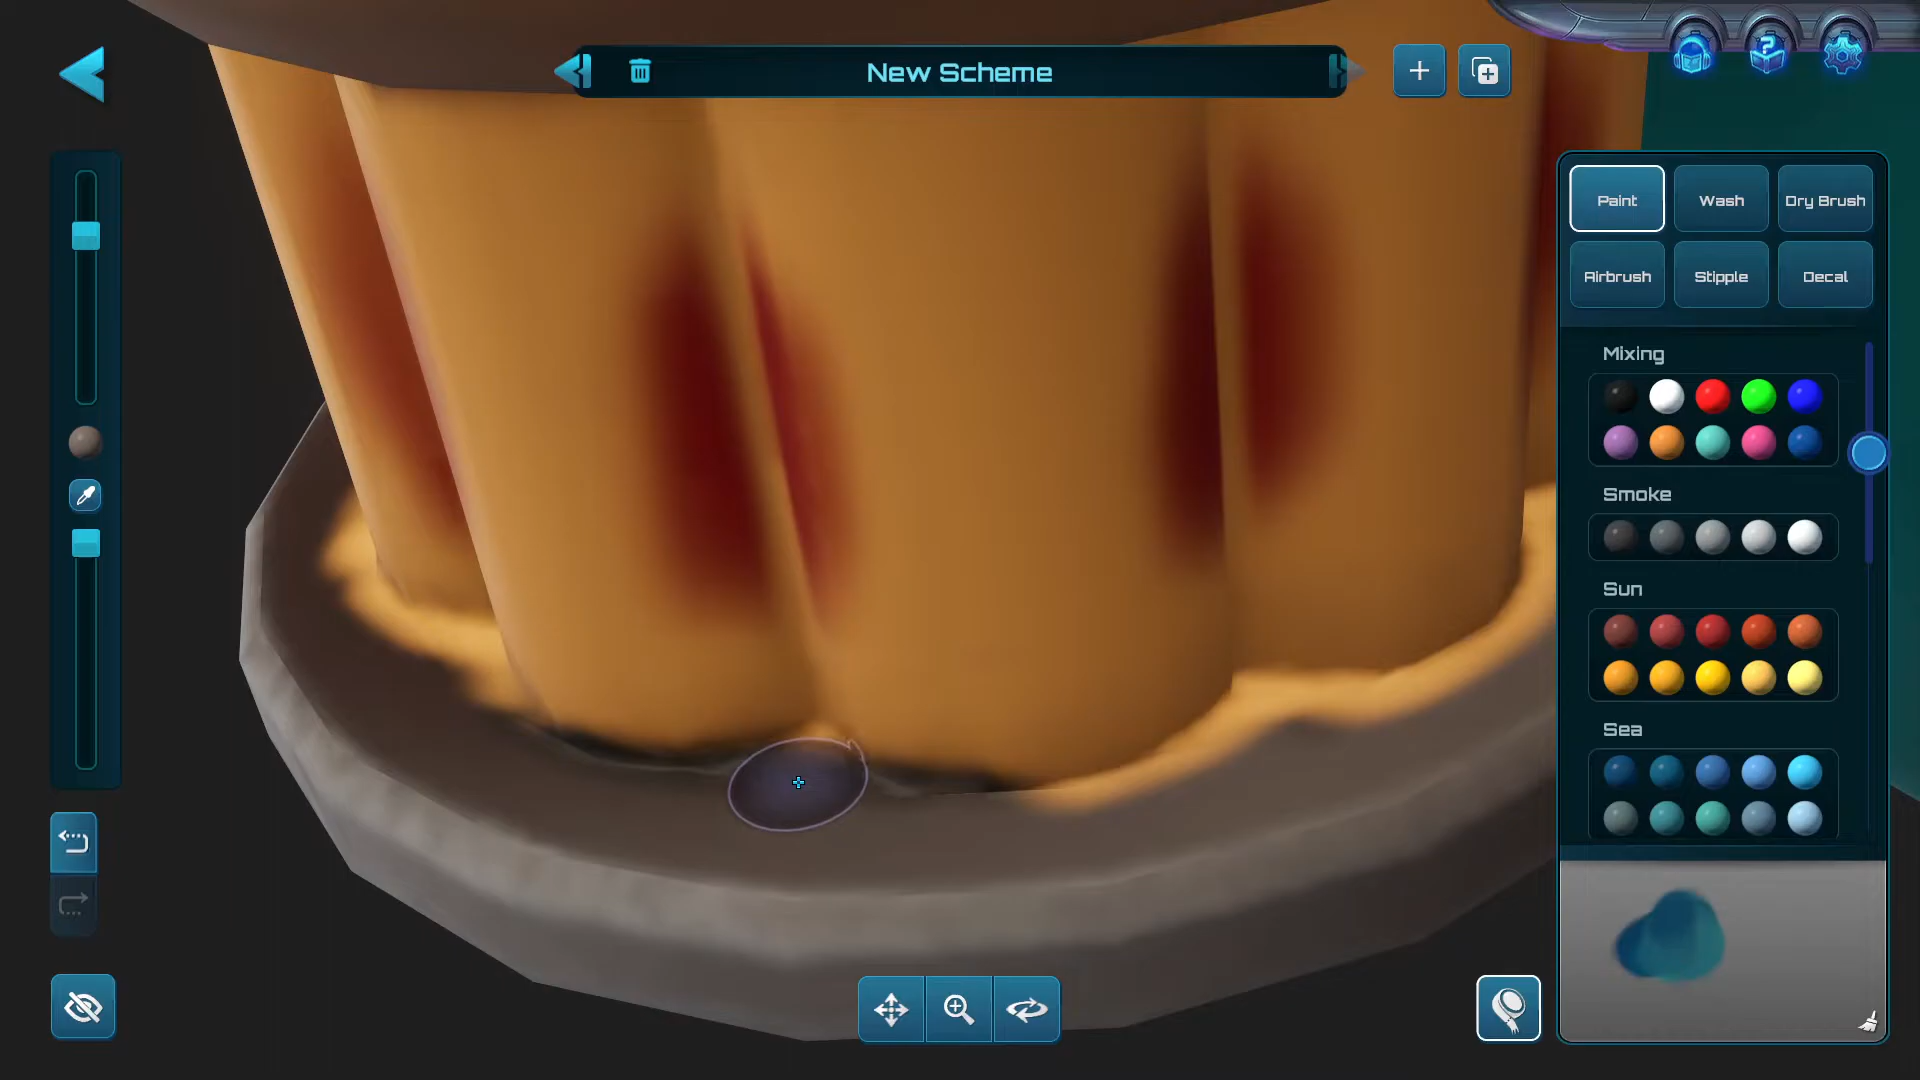 New Scheme
Paint
Wash
Dry Brush
Airbrush
Stipple
Decal
Mixing
Smoke
Sun
Sea